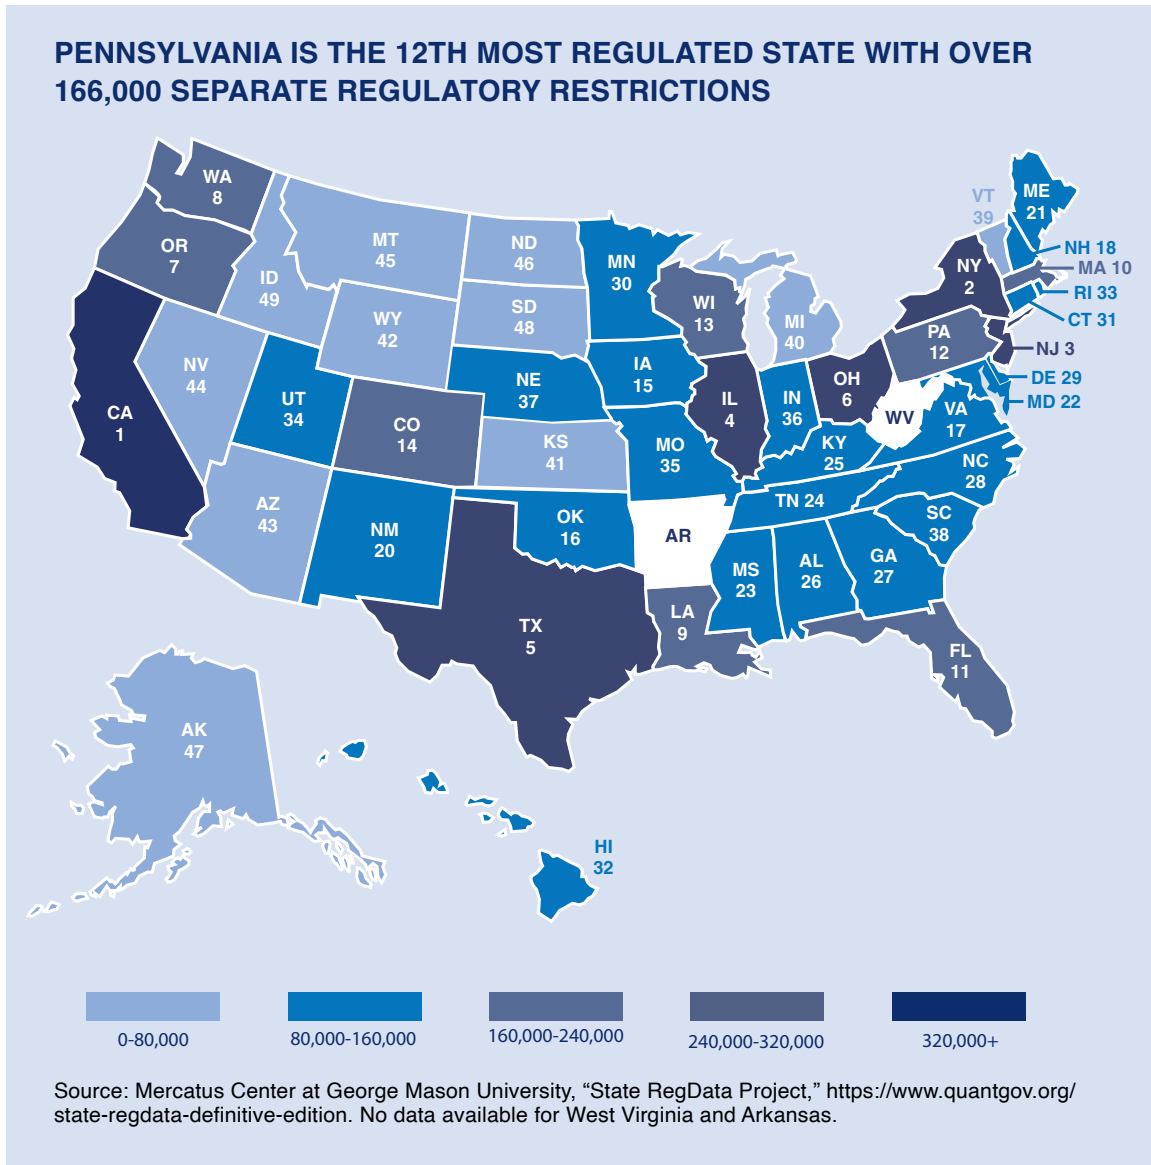 PENNSYLVANIA IS THE 12TH MOST REGULATED STATE WITH OVER
166,000 SEPARATE REGULATORY RESTRICTIONS
WA
8
OR
7
CA
1
ID
49
NV
44
MT
45
WY
42
UT
34
AZ
43
CO
14
NM
20
ND
46
SD
48
NE
37
KS
41
OK
16
TX
5
MN
30
IA
15
MO
35
AR
LA
9
WI
13
IL
4
MI
40
IN
36
OH
6
KY
25
TN 24
MS
23
AL
26
GA
27
FL
11
SC
38
NC
28
VA
17
WV
PA
12
NY
2
VT
39
ME
21
NH 18
MA 10
RI 33
CT 31
NJ 3
DE 29
MD 22
AK
47
HI
32
0-80,000
80,000-160,000
160,000-240,000
240,000-320,000
320,000+
Source: Mercatus Center at George Mason University, “State RegData Project,” https://www.quantgov.org/
state-regdata-definitive-edition. No data available for West Virginia and Arkansas.